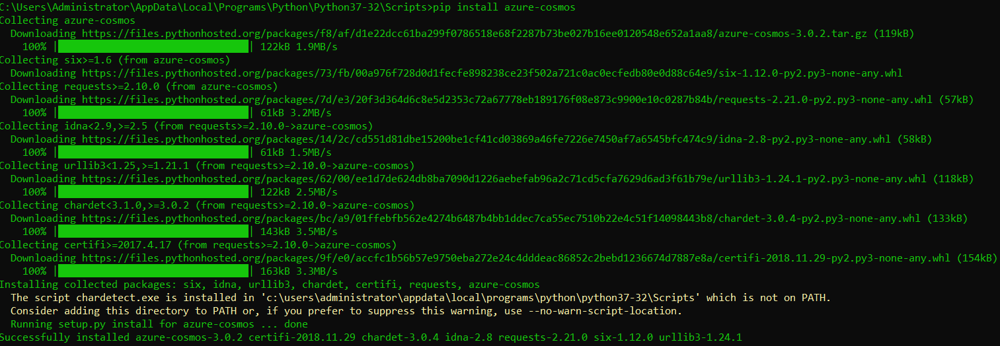 C:\Users\Administrator\AppData\Local\Programs\Python\Python37-32\Scripts>pip install azure-cosmos
Collecting azure-cosmos
Downloading https://files.pythonhosted.org/packages/f8/af/d1e22dcc61ba299f0786518e68f2287b73be027b16ee0120548e652a1aa8/azure-cosmos-3.0.2.tar.gz (119kB)
100% || 122kB 1.9MB/s
Collecting six>=1.6 (from azure-cosmos)
Downloading https://files.pythonhosted.org/packages/73/fb/00a976f728d0d1fecfe898238ce23f502a721c0ac0ecfedb80e0d88c64e9/six-1.12.0-py2.py3-none-any.whl
Collecting requests>=2.10.0 (from azure-cosmos)
Downloading https://files.pythonhosted.org/packages/7d/e3/20f3d364d6c8e5d2353c72a67778eb189176f08e873c9900e10c0287b84b/requests-2.21.0-py2.py3-none-any.whl (57kB)
100% || 61kB 3.2MB/s
Collecting idna<2.9,>=2.5 (from requests>=2.10.0->azure-cosmos)
Downloading https://files.pythonhosted.org/packages/14/2c/cd551d81dbe15200be1cf41cd03869a46fe7226e7450af7a6545bfc474c9/idna-2.8-py2.py3-none-any.whl (58kB)
100% || 61kB 1.5MB/s
Collecting urllib3<1.25,>=1.21.1 (from requests>=2.10.0->azure-cosmos)
Downloading https://files.pythonhosted.org/packages/62/00/ee1d7de624db8ba7090d1226aebefab96a2c71cd5cfa7629d6ad3f61b79e/urllib3-1.24.1-py2.py3-none-any.whl (118kB)
100% || 122kB 2.5MB/s
Collecting chardet<3.1.0,>=3.0.2 (from requests>=2.10.0->azure-cosmos)
Downloading https://files.pythonhosted.org/packages/bc/a9/01ffebfb562e4274b6487b4bb1ddec7ca55ec7510b22e4c51f14098443b8/chardet-3.0.4-py2.py3-none-any.whl (133kB)
100% || 143kB 3.5MB/s
Collecting certifi>=2017.4.17 (from requests>=2.10.0->azure-cosmos)
Downloading https://files.pythonhosted.org/packages/9f/e0/accfc1b56b57e9750eba272e24c4dddeac86852c2bebd1236674d7887e8a/certifi-2018.11.29-py2.py3-none-any.whl (154kB)
100% || 163kB 3.3MB/s
Installing collected packages: six, idna, urllib3, chardet, certifi, requests, azure-cosmos
The script chardetect.exe is installed in 'c:\users\administrator\appdata\local\programs\python\python37-32\Scripts' which is not on PATH.
Consider adding this directory to PATH or, if you prefer to suppress this warning, use --no-warn-script-location.
Running setup.py install for azure-cosmos ... done
Successfully installed azure-cosmos-3.0.2 certifi-2018.11.29 chardet-3.0.4 idna-2.8 requests-2.21.0 six-1.12.0 urllib3-1.24.1